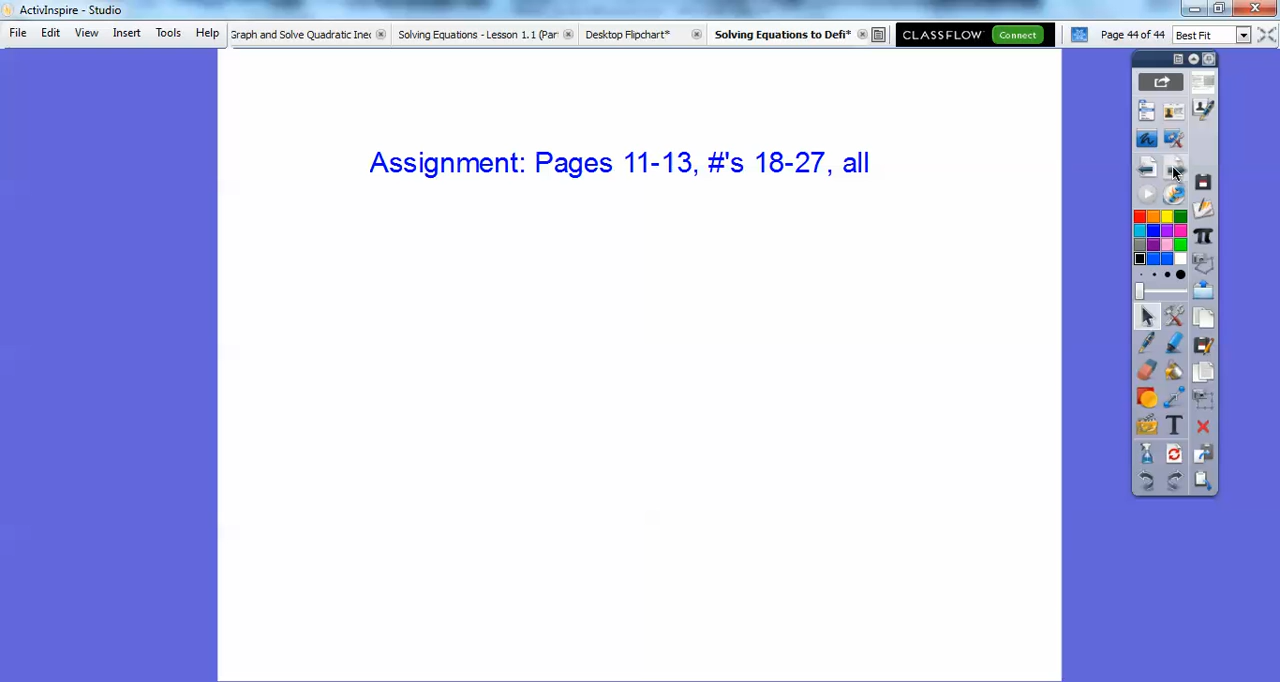 ActivInspire - Studio
File Edit View Insert Tools Help
Graph and Solve Quadratic Ine( Solving Equations - Lesson 1.1 (Par Desktop Flipchart* Solving Equations to Defi* CLASSFLOW Connect Page 44 of 44 Best Fit
Assignment: Pages 11-13, #'s 18-27, all